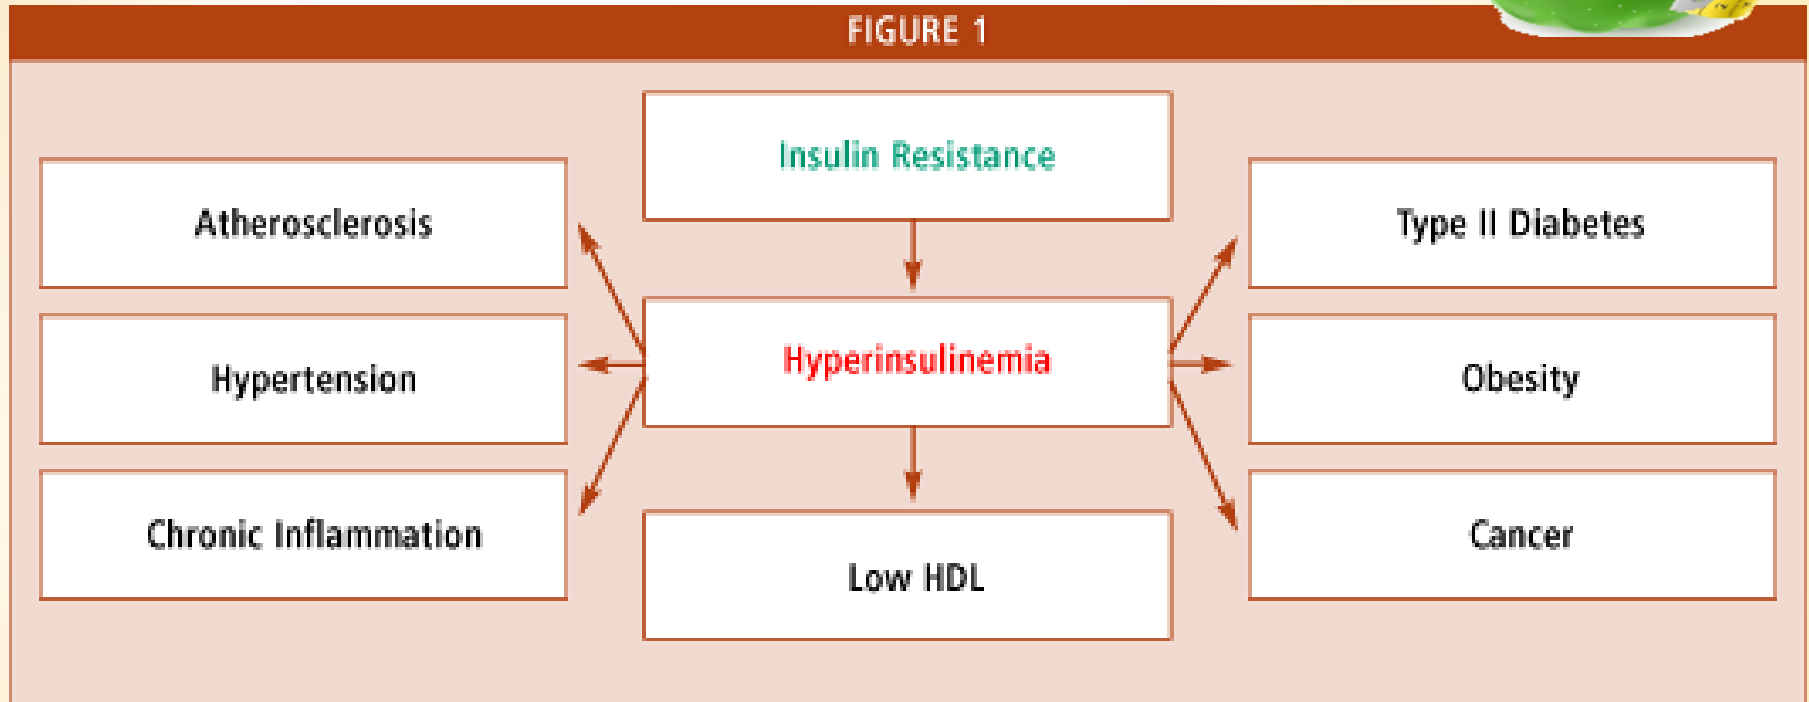 FIGURE 1
Insulin Resistance
Atherosclerosis
Type II Diabetes
Hyperinsulinemia
Hypertension
Obesity
Chronic Inflammation
Cancer
Low HDL